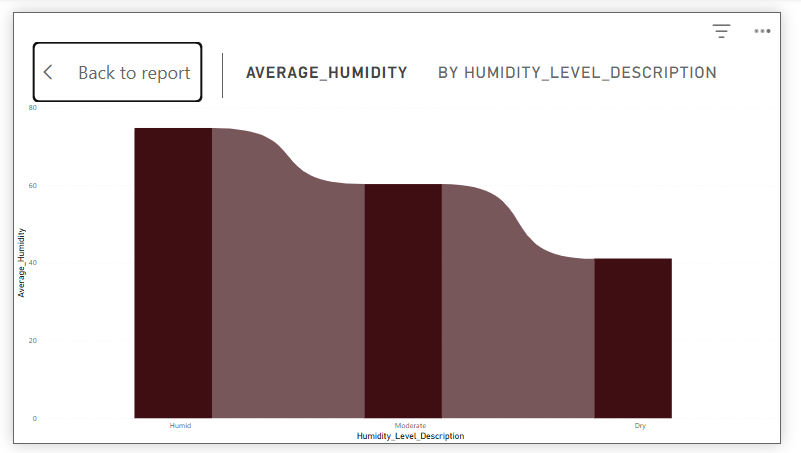 Back to report
AVERAGE_HUMIDITY BY HUMIDITY_LEVEL_DESCRIPTION
80
60
40
20
0
Average_Humidity
Humid Moderate Dry
Humidity_Level_Description